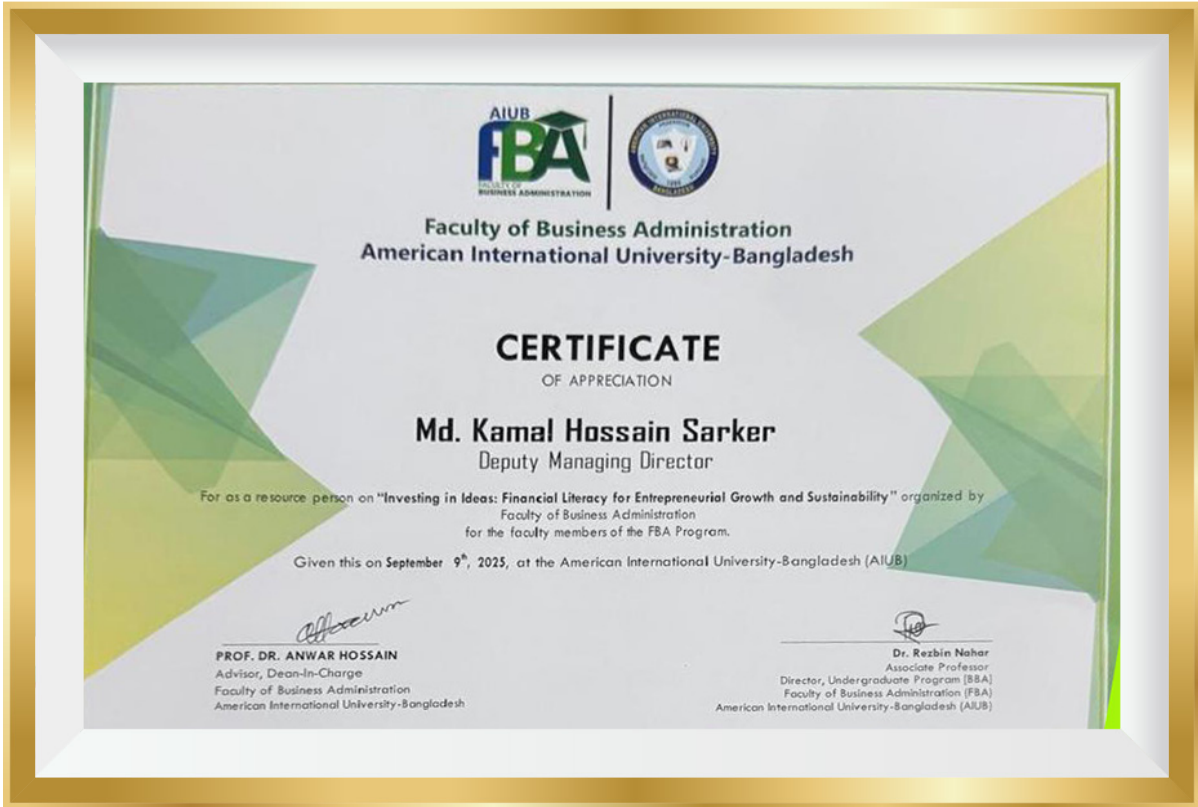 AIUB
FBA
FACULTY OF
BUSINESS ADMINISTRATION
AMERICAN INTERNATIONAL UNIVERSITY
BANGLADESH
Faculty of Business Administration
American International University-Bangladesh
CERTIFICATE
OF APPRECIATION
Md. Kamal Hossain Sarker
Deputy Managing Director
For as a resource person on "Investing in Ideas: Financial Literacy for Entrepreneurial Growth and Sustainability" organized by
Faculty of Business Administration
for the faculty members of the FBA Program.
Given this on September 9th, 2025, at the American International University-Bangladesh (AIUB)
PROF. DR. ANWAR HOSSAIN
Advisor, Dean-In-Charge
Faculty of Business Administration
American International University-Bangladesh
Dr. Rezbin Nahar
Associate Professor
Director, Undergraduate Program [BBA]
Faculty of Business Administration (FBA)
American International University-Bangladesh (AIUB)